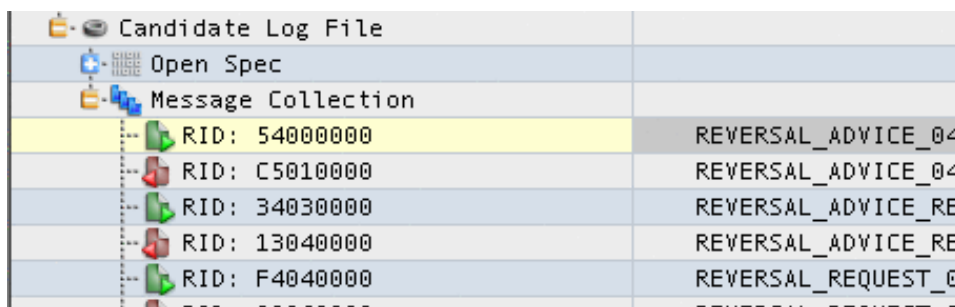 Candidate Log File
Open Spec
Message Collection
RID: 54000000 REVERSAL_ADVICE_04
RID: C5010000 REVERSAL_ADVICE_04
RID: 34030000 REVERSAL_ADVICE_RE
RID: 13040000 REVERSAL_ADVICE_RE
RID: F4040000 REVERSAL_REQUEST_0